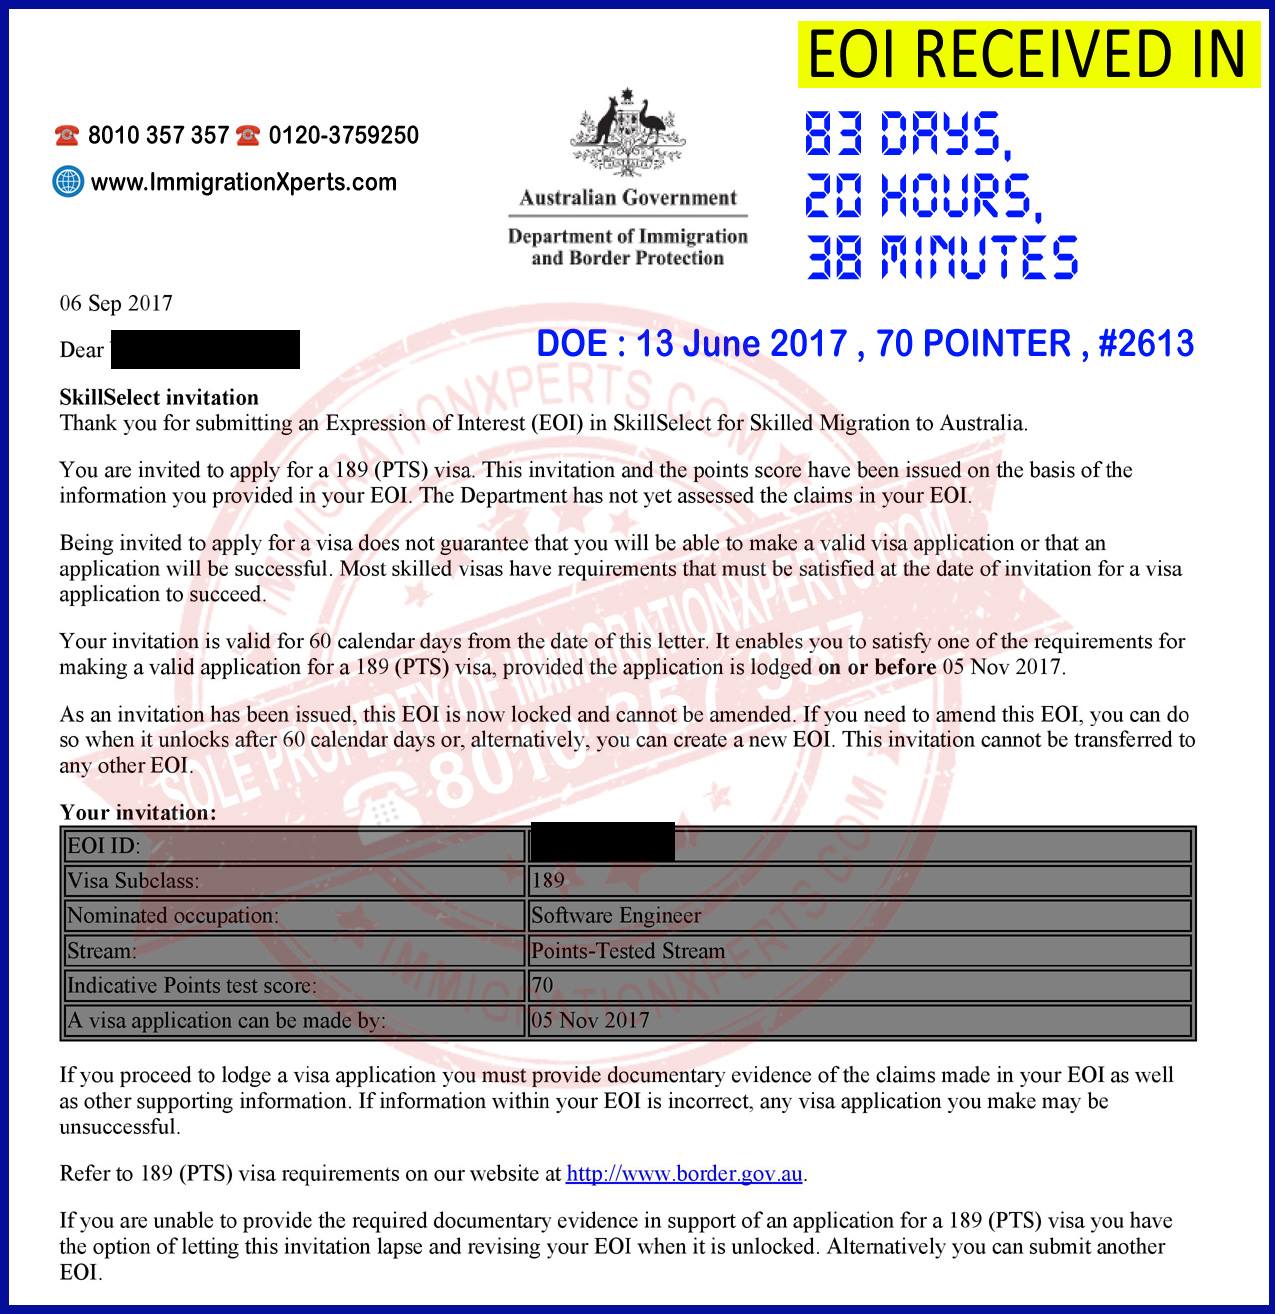 EOI RECEIVED IN
83 DAYS,
20 HOURS,
38 MINUTES
8010 357 357 0120-3759250
www.ImmigrationXperts.com
Australian Government
Department of Immigration
and Border Protection
06 Sep 2017
DOE : 13 June 2017 , 70 POINTER , #2613
Dear
SkillSelect invitation
Thank you for submitting an Expression of Interest (EOI) in SkillSelect for Skilled Migration to Australia.
You are invited to apply for a 189 (PTS) visa. This invitation and the points score have been issued on the basis of the
information you provided in your EOI. The Department has not yet assessed the claims in your EOI.
Being invited to apply for a visa does not guarantee that you will be able to make a valid visa application or that an
application will be successful. Most skilled visas have requirements that must be satisfied at the date of invitation for a visa
application to succeed.
Your invitation is valid for 60 calendar days from the date of this letter. It enables you to satisfy one of the requirements for
making a valid application for a 189 (PTS) visa, provided the application is lodged on or before 05 Nov 2017.
As an invitation has been issued, this EOI is now locked and cannot be amended. If you need to amend this EOI, you can do
so when it unlocks after 60 calendar days or, alternatively, you can create a new EOI. This invitation cannot be transferred to
any other EOI.
Your invitation:
EOI ID:
Visa Subclass: 189
Nominated occupation: Software Engineer
Stream: Points-Tested Stream
Indicative Points test score: 70
A visa application can be made by: 05 Nov 2017
If you proceed to lodge a visa application you must provide documentary evidence of the claims made in your EOI as well
as other supporting information. If information within your EOI is incorrect, any visa application you make may be
unsuccessful.
Refer to 189 (PTS) visa requirements on our website at http://www.border.gov.au.
If you are unable to provide the required documentary evidence in support of an application for a 189 (PTS) visa you have
the option of letting this invitation lapse and revising your EOI when it is unlocked. Alternatively you can submit another
EOI.
IMMIGRATIONXPERTS.COM
SOLE PROPERTY OF IMMIGRATIONXPERTS.COM
8010 357 357
IMMIGRATIONXPERTS.COM